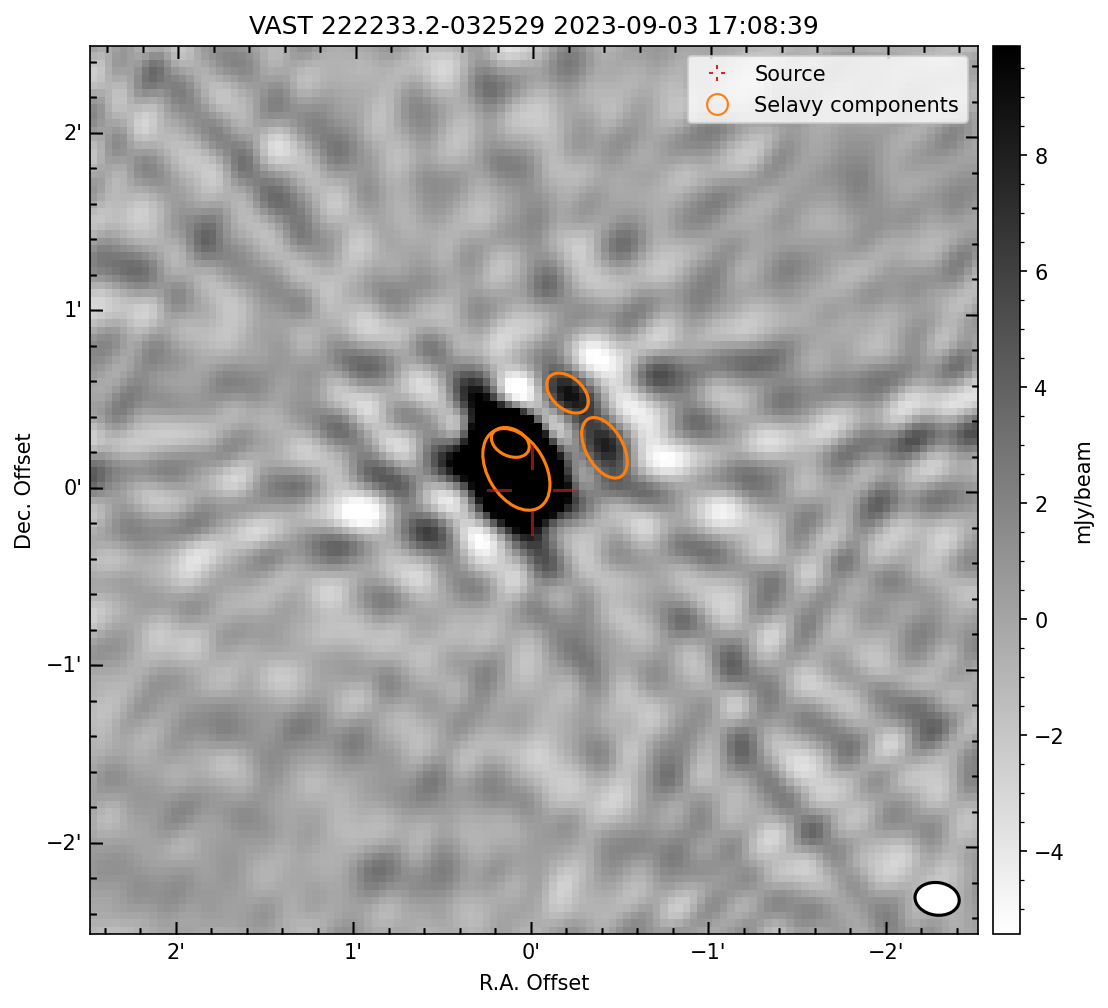 VAST 222233.2-032529 2023-09-03 17:08:39
Source
Selavy components
2'
1'
0'
−1'
−2'
Dec. Offset
2'
1'
0'
−1'
−2'
R.A. Offset
8
6
4
2
0
−2
−4
mJy/beam